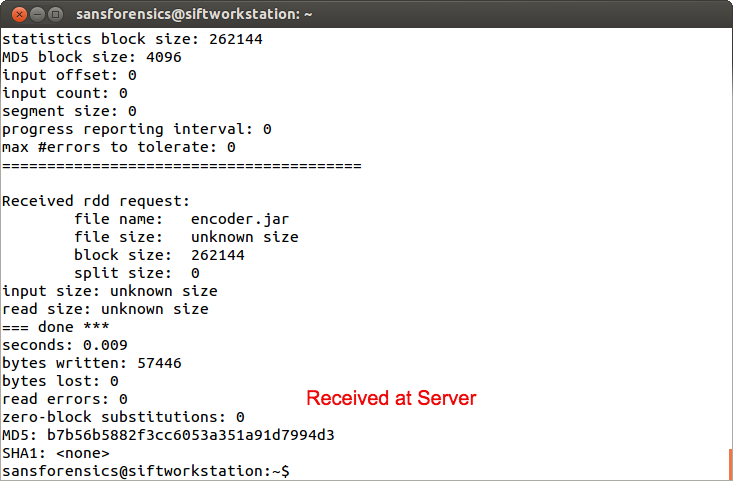 sansforensics@siftworkstation: ~
statistics block size: 262144
MD5 block size: 4096
input offset: 0
input count: 0
segment size: 0
progress reporting interval: 0
max #errors to tolerate: 0
========================================
Received rdd request:
file name: encoder.jar
file size: unknown size
block size: 262144
split size: 0
input size: unknown size
read size: unknown size
=== done ***
seconds: 0.009
bytes written: 57446
bytes lost: 0
read errors: 0
Received at Server
zero-block substitutions: 0
MD5: b7b56b5882f3cc6053a351a91d7994d3
SHA1: <none>
sansforensics@siftworkstation:~$